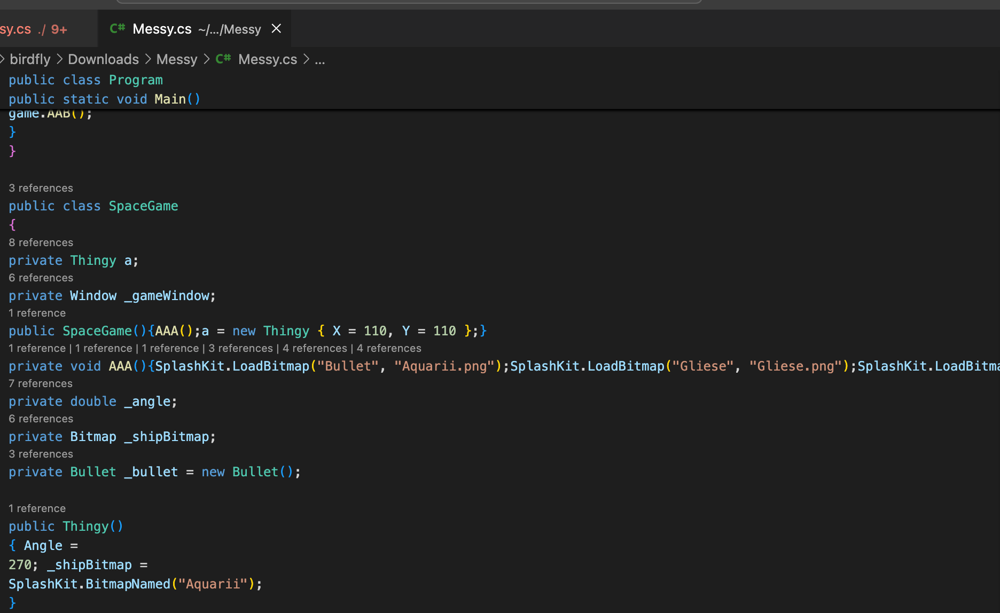 sy.cs ./ 9+ C# Messy.cs ~/.../Messy
birdfly > Downloads > Messy > C# Messy.cs > ...
public class Program
public static void Main()
game.AAB();
}
}
3 references
public class SpaceGame
{
8 references
private Thingy a;
6 references
private Window _gameWindow;
1 reference
public SpaceGame(){AAA();a = new Thingy { X = 110, Y = 110 };}
1 reference | 1 reference | 1 reference | 3 references | 4 references | 4 references
private void AAA(){SplashKit.LoadBitmap("Bullet", "Aquarii.png");SplashKit.LoadBitmap("Gliese", "Gliese.png");SplashKit.LoadBitma
7 references
private double _angle;
6 references
private Bitmap _shipBitmap;
3 references
private Bullet _bullet = new Bullet();
1 reference
public Thingy()
{ Angle =
270; _shipBitmap =
SplashKit.BitmapNamed("Aquarii");
}